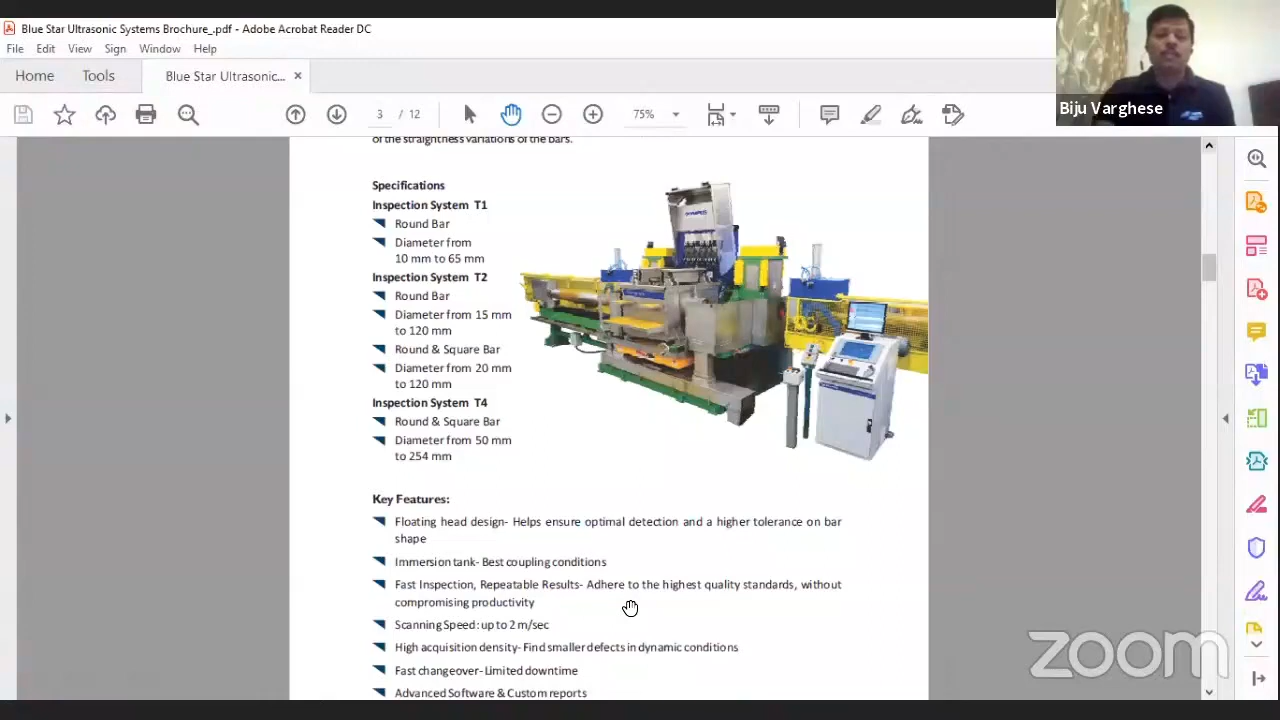 Blue Star Ultrasonic Systems Brochure_.pdf - Adobe Acrobat Reader DC
File Edit View Sign Window Help
Home Tools Blue Star Ultrasonic... ×
3 / 12 75%
Biju Varghese
of the straightness variations of the bars.
Specifications
Inspection System T1
Round Bar
Diameter from
10 mm to 65 mm
Inspection System T2
Round Bar
Diameter from 15 mm
to 120 mm
Round & Square Bar
Diameter from 20 mm
to 120 mm
Inspection System T4
Round & Square Bar
Diameter from 50 mm
to 254 mm
OLYMPUS
Key Features:
Floating head design- Helps ensure optimal detection and a higher tolerance on bar
shape
Immersion tank- Best coupling conditions
Fast Inspection, Repeatable Results- Adhere to the highest quality standards, without
compromising productivity
Scanning Speed: up to 2 m/sec
High acquisition density- Find smaller defects in dynamic conditions
Fast changeover- Limited downtime
Advanced Software & Custom reports
zoom